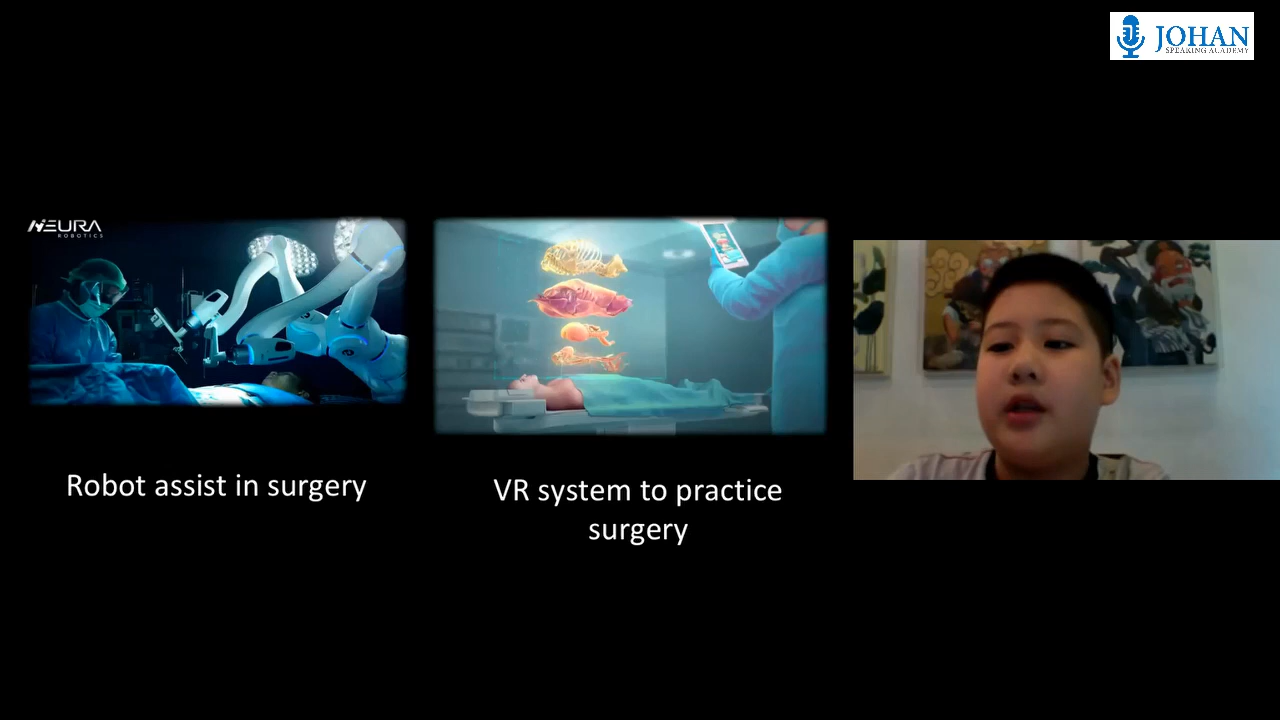 JOHAN
SPEAKING ACADEMY
NEURA
ROBOTICS
Robot assist in surgery
VR system to practice
surgery